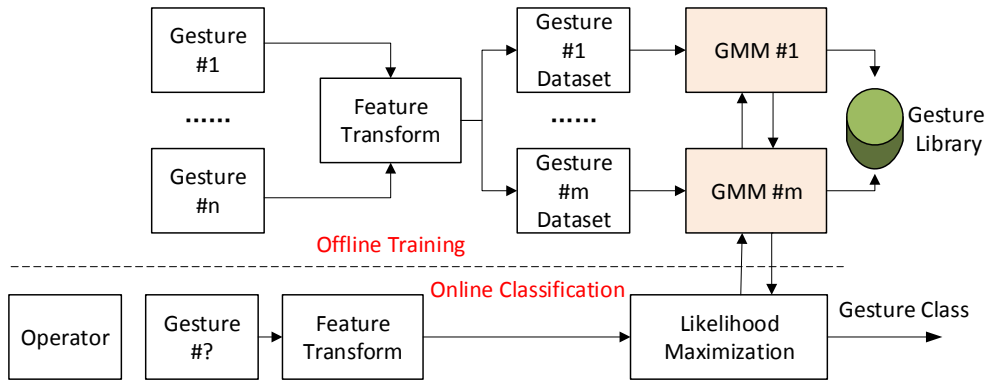 Gesture
#1
......
Gesture
#n
Feature
Transform
Gesture
#1
Dataset
......
Gesture
#m
Dataset
GMM #1
GMM #m
Gesture
Library
Offline Training
Online Classification
Operator
Gesture
#?
Feature
Transform
Likelihood
Maximization
Gesture Class